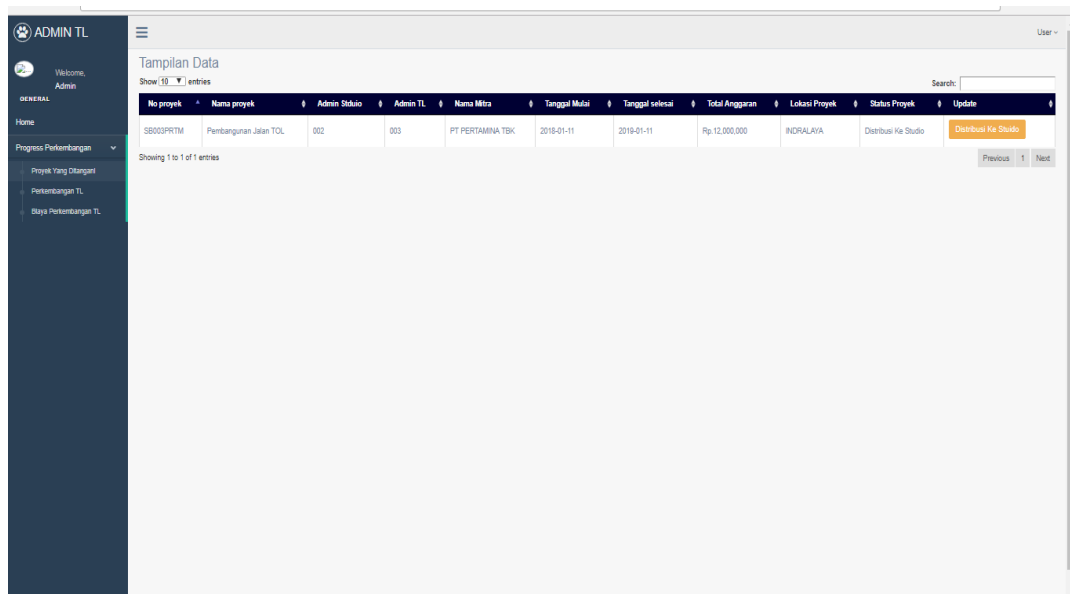 ADMIN TL
User
Welcome,
Admin
GENERAL
Home
Progress Perkembangan
Proyek Yang Ditangani
Perkembangan TL
Biaya Perkembangan TL
Tampilan Data
Show 10 entries
Search:
No proyek Nama proyek Admin Stduio Admin TL Nama Mitra Tanggal Mulai Tanggal selesai Total Anggaran Lokasi Proyek Status Proyek Update
SB003PRTM Pembangunan Jalan TOL 002 003 PT PERTAMINA TBK 2018-01-11 2019-01-11 Rp.12,000,000 INDRALAYA Distribusi Ke Studio Distribusi Ke Stuido
Showing 1 to 1 of 1 entries
Previous 1 Next